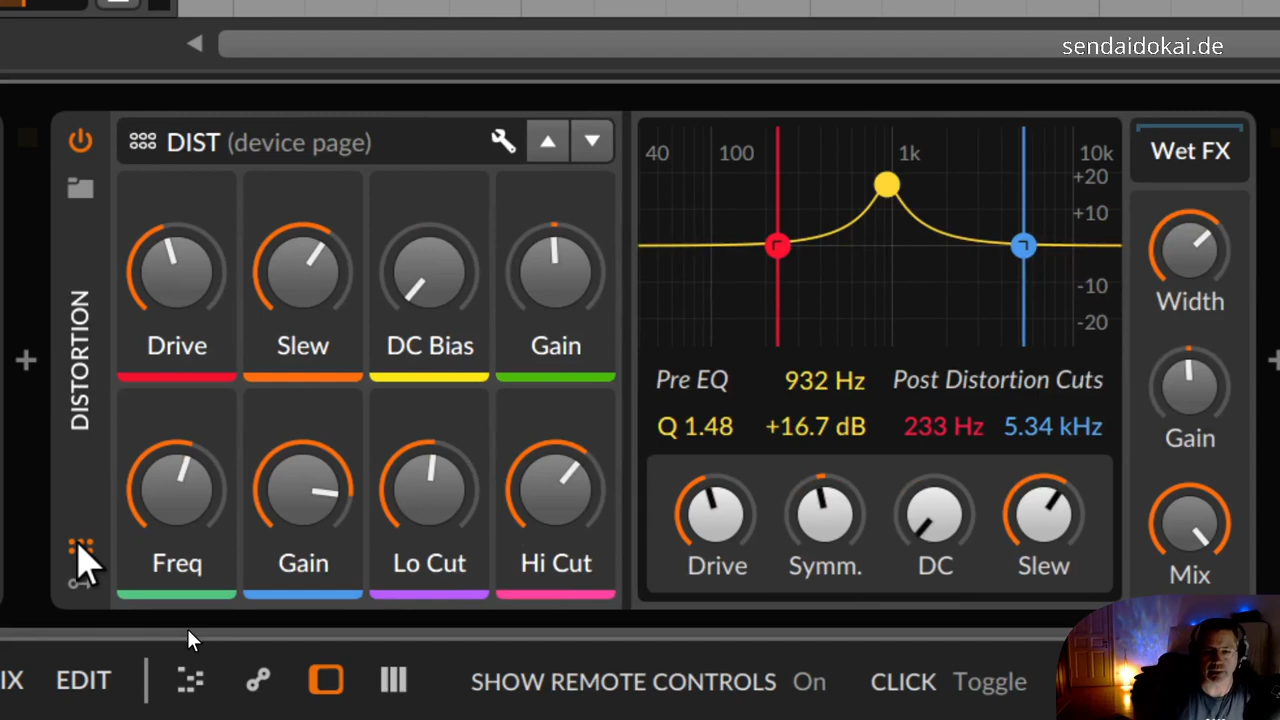 sendaidokai.de
DISTORTION
DIST (device page)
Drive
Slew
DC Bias
Gain
Freq
Gain
Lo Cut
Hi Cut
40
100
1k
10k
+20
+10
-10
-20
Pre EQ
932 Hz
Post Distortion Cuts
Q 1.48
+16.7 dB
233 Hz
5.34 kHz
Drive
Symm.
DC
Slew
Wet FX
Width
Gain
Mix
IX
EDIT
SHOW REMOTE CONTROLS On
CLICK Toggle